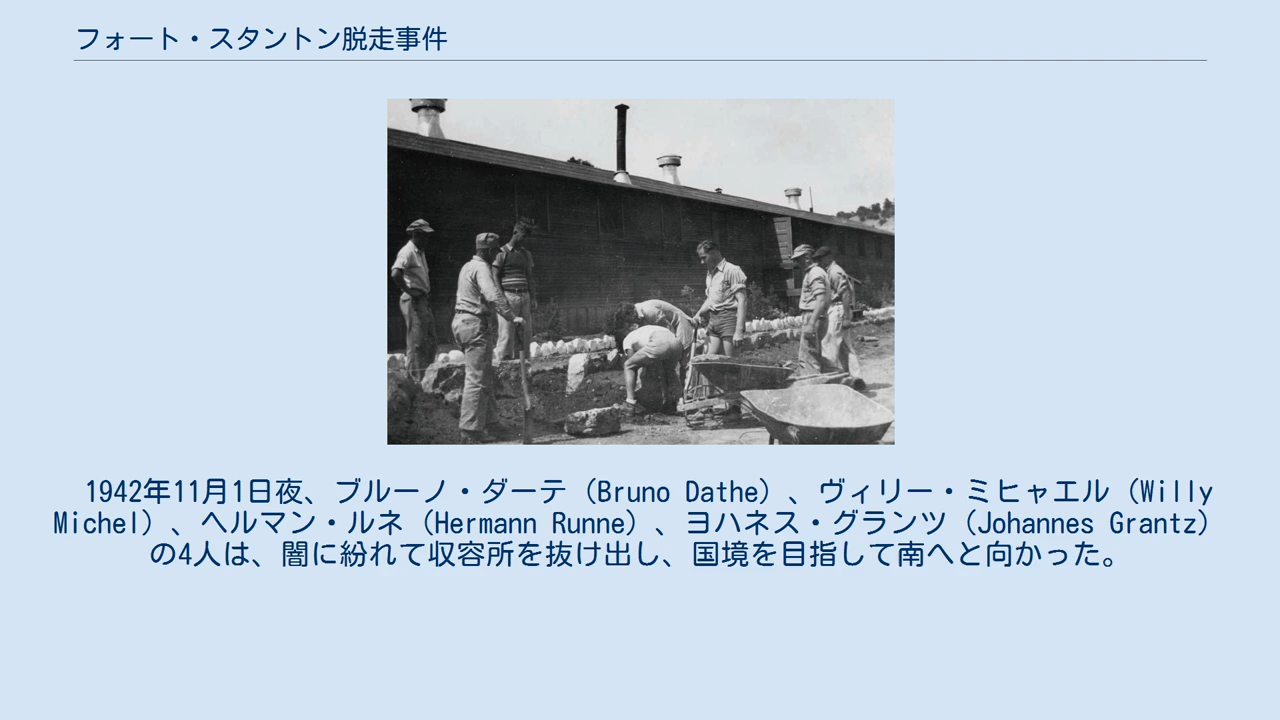 フォート・スタントン脱走事件
1942年11月1日夜、ブルーノ・ダーテ（Bruno Dathe）、ヴィリー・ミヒャエル（Willy
Michel）、ヘルマン・ルネ（Hermann Runne）、ヨハネス・グランツ（Johannes Grantz）
の4人は、闇に紛れて収容所を抜け出し、国境を目指して南へと向かった。